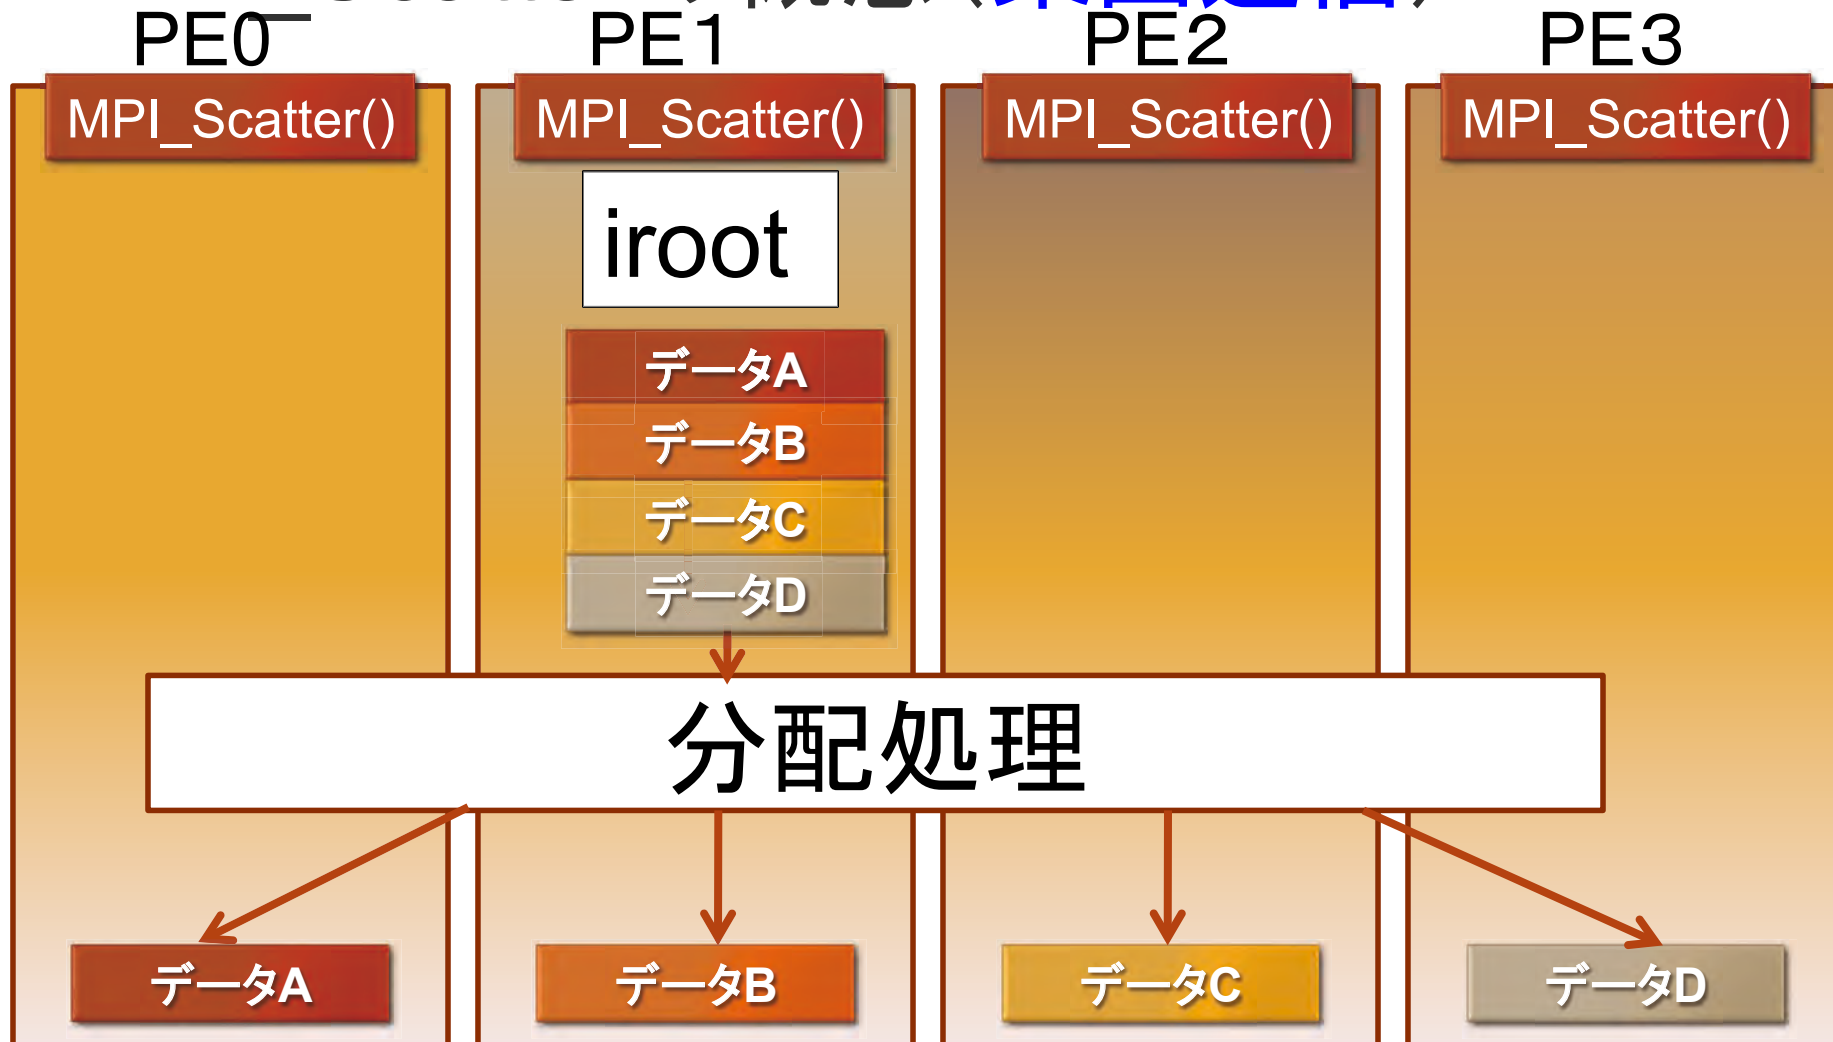 PE0 PE1 PE2 PE3
MPI_Scatter() MPI_Scatter() MPI_Scatter() MPI_Scatter()
iroot
データA
データB
データC
データD
分配処理
データA データB データC データD